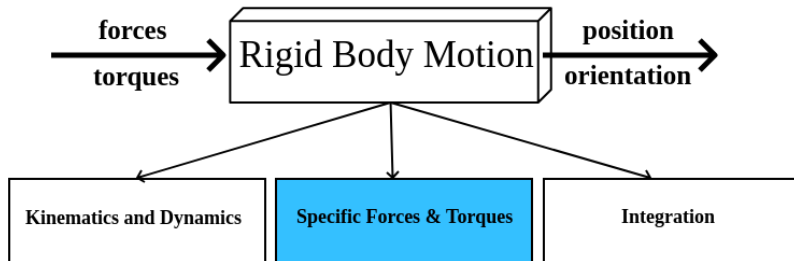 forces
torques
Rigid Body Motion
position
orientation
Kinematics and Dynamics
Specific Forces & Torques
Integration